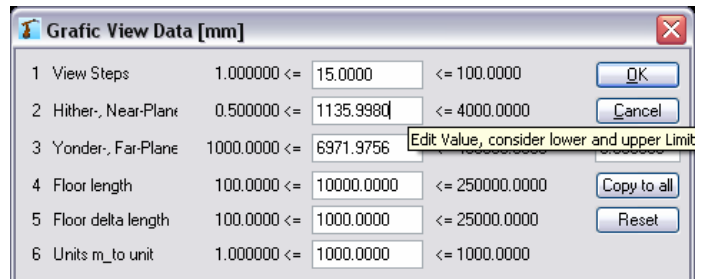 Grafic View Data [mm]
1 View Steps 1.000000 <= 15.0000 <= 100.0000 OK
2 Hither-, Near-Plane 0.500000 <= 1135.9980 <= 4000.0000 Cancel
Edit Value, consider lower and upper Limit
3 Yonder-, Far-Plane 1000.0000 <= 6971.9756
4 Floor length 100.0000 <= 10000.0000 <= 250000.0000 Copy to all
5 Floor delta length 100.0000 <= 1000.0000 <= 25000.0000 Reset
6 Units m_to unit 1.000000 <= 1000.0000 <= 1000.0000